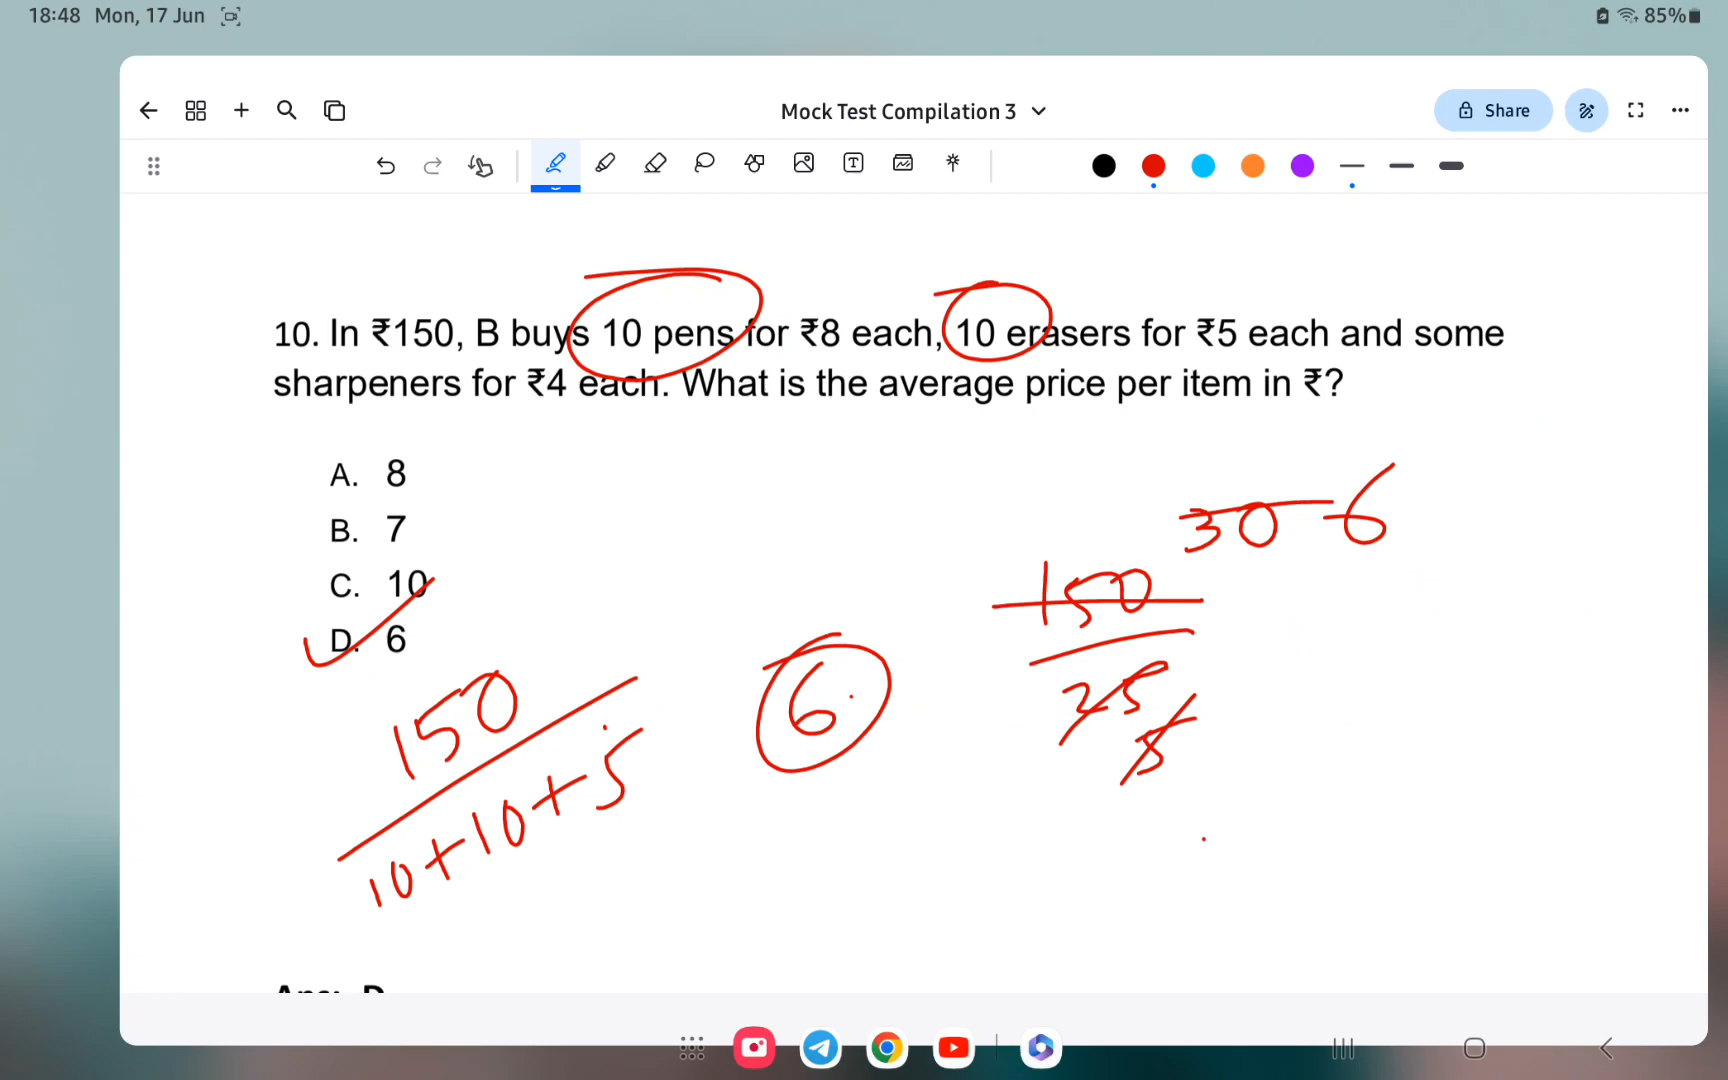 18:48 Mon, 17 Jun 85%
Mock Test Compilation 3 Share
10. In ₹150, B buys 10 pens for ₹8 each, 10 erasers for ₹5 each and some
sharpeners for ₹4 each. What is the average price per item in ₹?
A. 8
B. 7
C. 10
D. 6
30 6
150
25
5
6
150
10+10+5
Ans: D